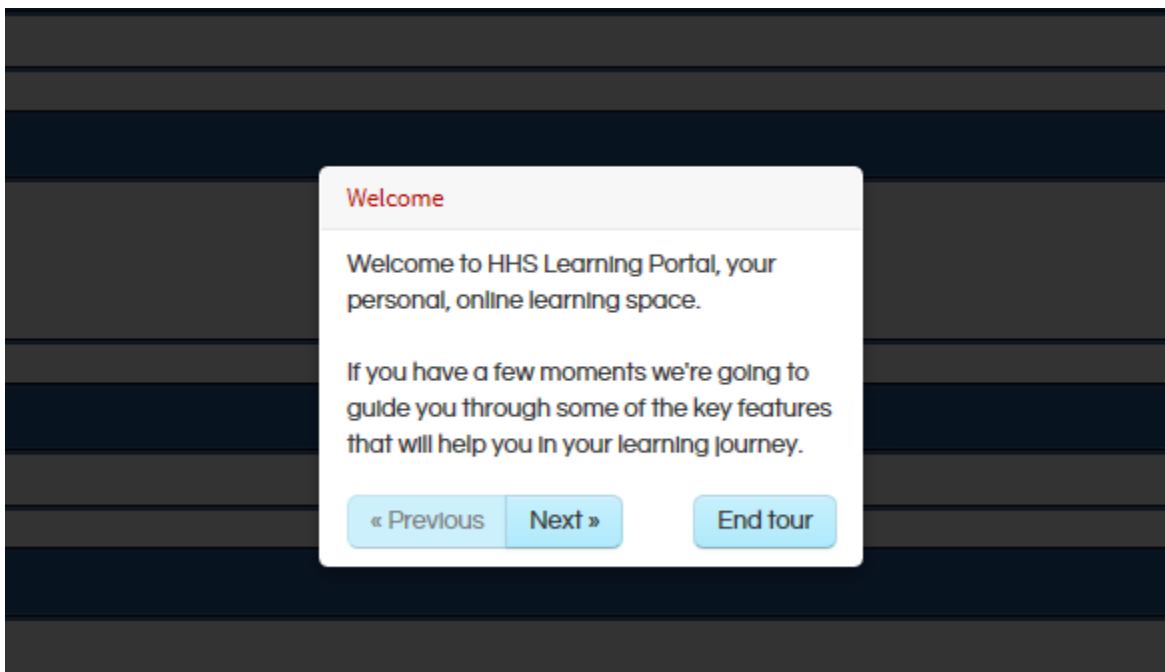 Welcome
Welcome to HHS Learning Portal, your
personal, online learning space.
If you have a few moments we're going to
guide you through some of the key features
that will help you in your learning journey.
« Previous Next » End tour